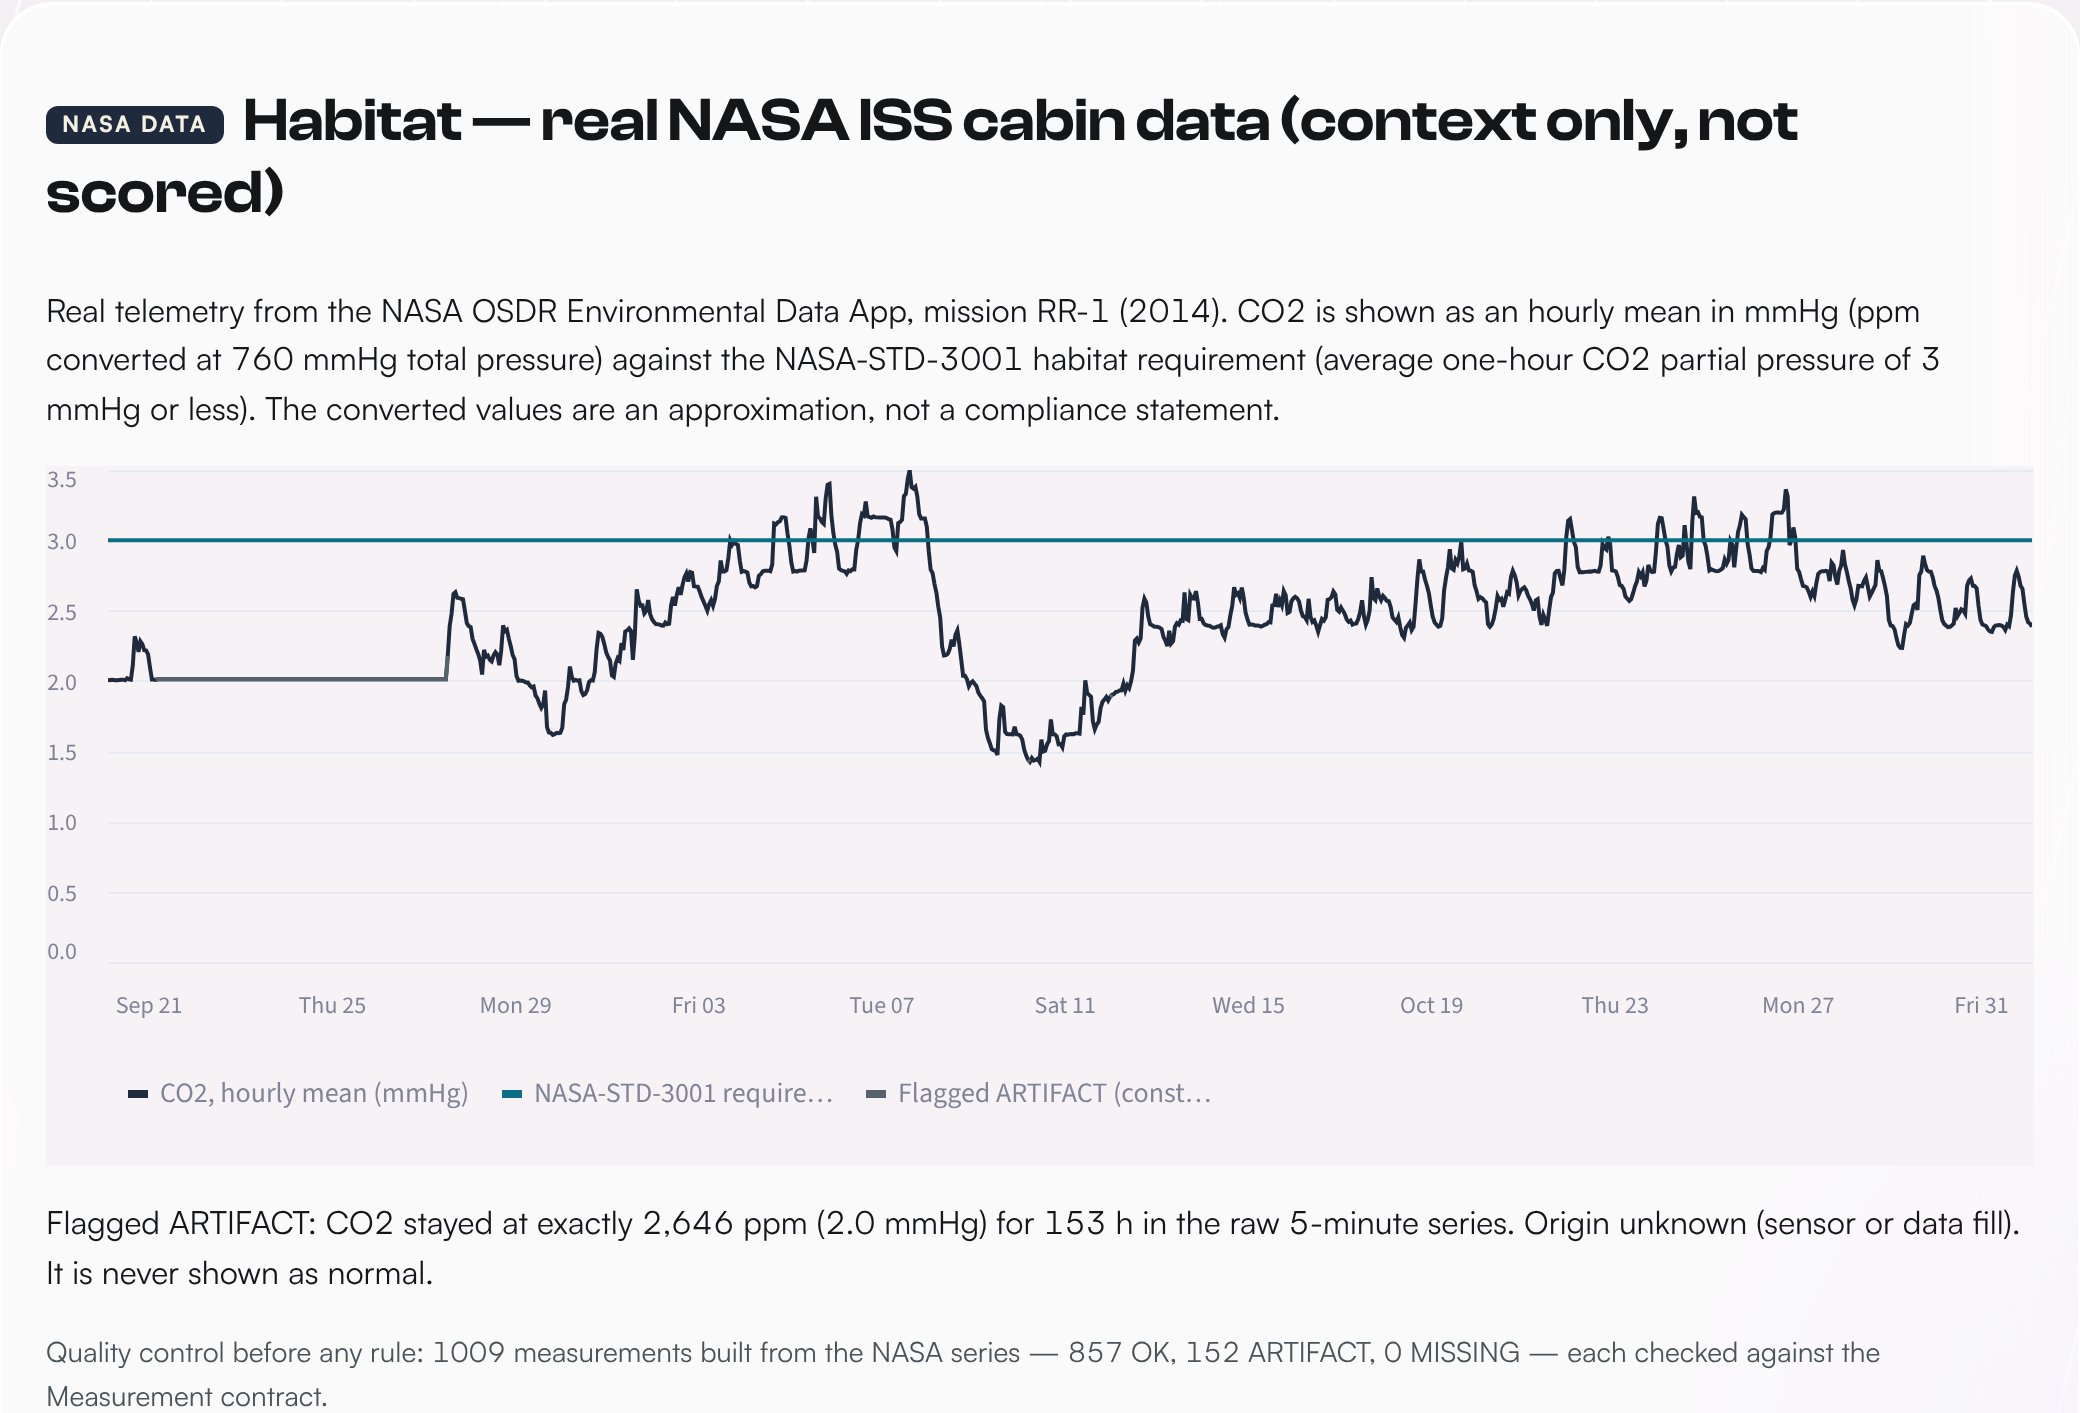 NASA DATA Habitat — real NASA ISS cabin data (context only, not
scored)
Real telemetry from the NASA OSDR Environmental Data App, mission RR-1 (2014). CO2 is shown as an hourly mean in mmHg (ppm
converted at 760 mmHg total pressure) against the NASA-STD-3001 habitat requirement (average one-hour CO2 partial pressure of 3
mmHg or less). The converted values are an approximation, not a compliance statement.
3.5
3.0
2.5
2.0
1.5
1.0
0.5
0.0
Sep 21 Thu 25 Mon 29 Fri 03 Tue 07 Sat 11 Wed 15 Oct 19 Thu 23 Mon 27 Fri 31
CO2, hourly mean (mmHg) NASA-STD-3001 require… Flagged ARTIFACT (const…
Flagged ARTIFACT: CO2 stayed at exactly 2,646 ppm (2.0 mmHg) for 153 h in the raw 5-minute series. Origin unknown (sensor or data fill).
It is never shown as normal.
Quality control before any rule: 1009 measurements built from the NASA series — 857 OK, 152 ARTIFACT, 0 MISSING — each checked against the
Measurement contract.